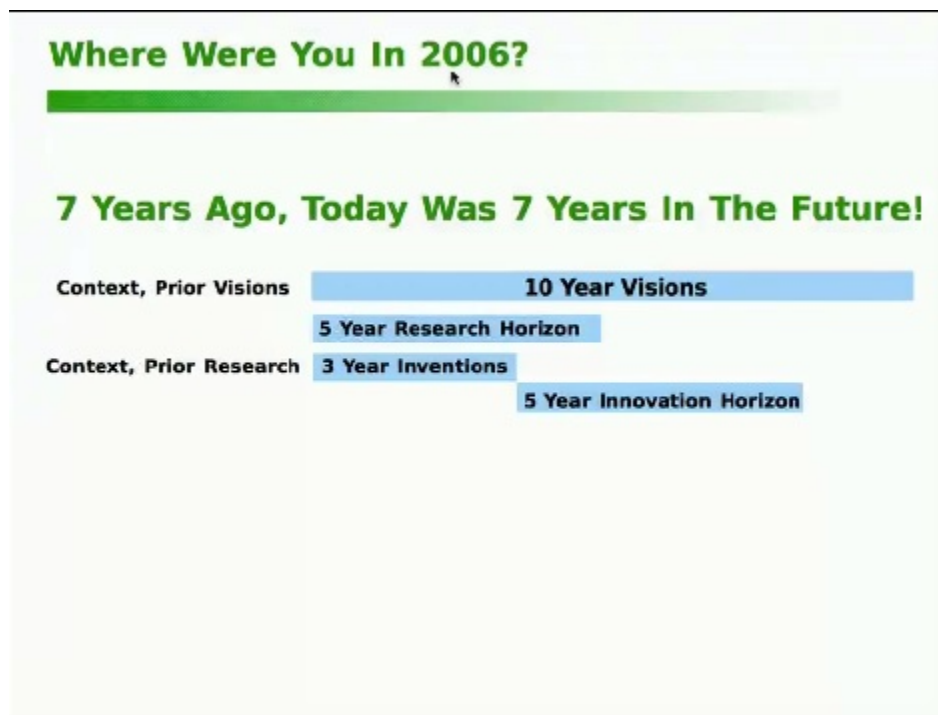 Where Were You In 2006?
7 Years Ago, Today Was 7 Years In The Future!
Context, Prior Visions 10 Year Visions
5 Year Research Horizon
Context, Prior Research 3 Year Inventions
5 Year Innovation Horizon